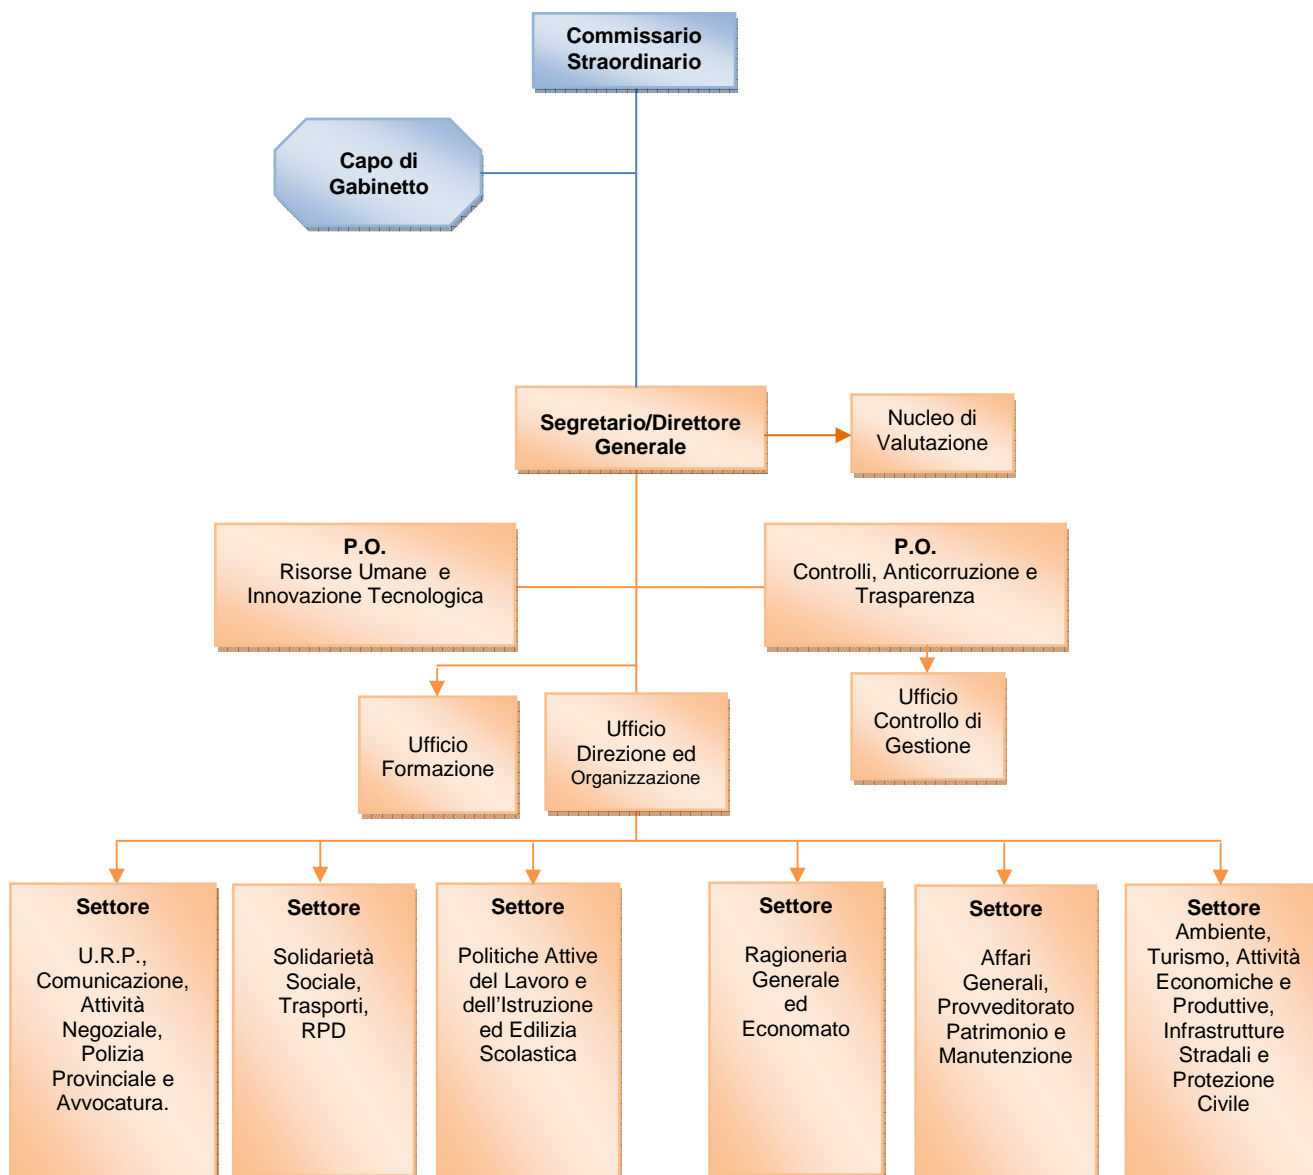 Commissario
Straordinario
Capo di
Gabinetto
Segretario/Direttore
Generale
Nucleo di
Valutazione
P.O.
Risorse Umane e
Innovazione Tecnologica
P.O.
Controlli, Anticorruzione e
Trasparenza
Ufficio
Formazione
Ufficio
Direzione ed
Organizzazione
Ufficio
Controllo di
Gestione
Settore
U.R.P.,
Comunicazione,
Attività
Negoziale,
Polizia
Provinciale e
Avvocatura.
Settore
Solidarietà
Sociale,
Trasporti,
RPD
Settore
Politiche Attive
del Lavoro e
dell’Istruzione
ed Edilizia
Scolastica
Settore
Ragioneria
Generale
ed
Economato
Settore
Affari
Generali,
Provveditorato
Patrimonio e
Manutenzione
Settore
Ambiente,
Turismo, Attività
Economiche e
Produttive,
Infrastrutture
Stradali e
Protezione
Civile